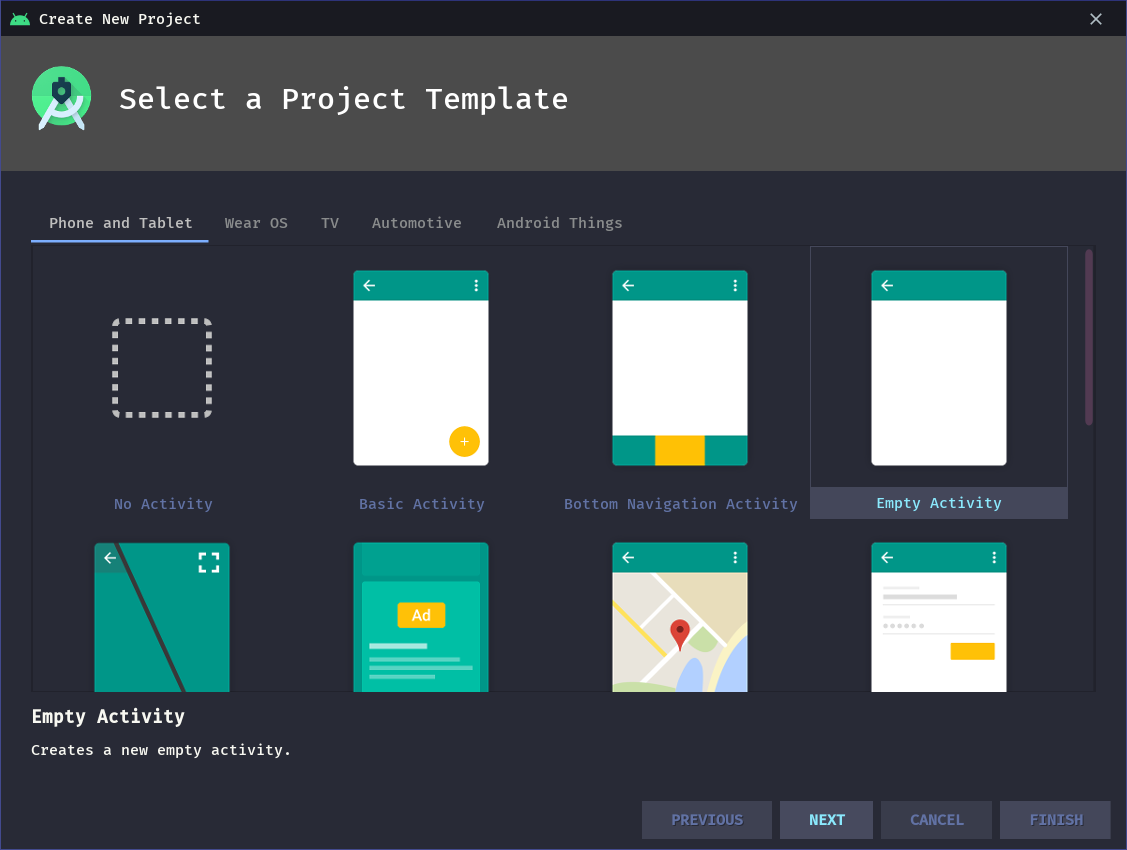 Create New Project
Select a Project Template
Phone and Tablet Wear OS TV Automotive Android Things
+
No Activity Basic Activity Bottom Navigation Activity Empty Activity
Ad
Empty Activity
Creates a new empty activity.
PREVIOUS NEXT CANCEL FINISH